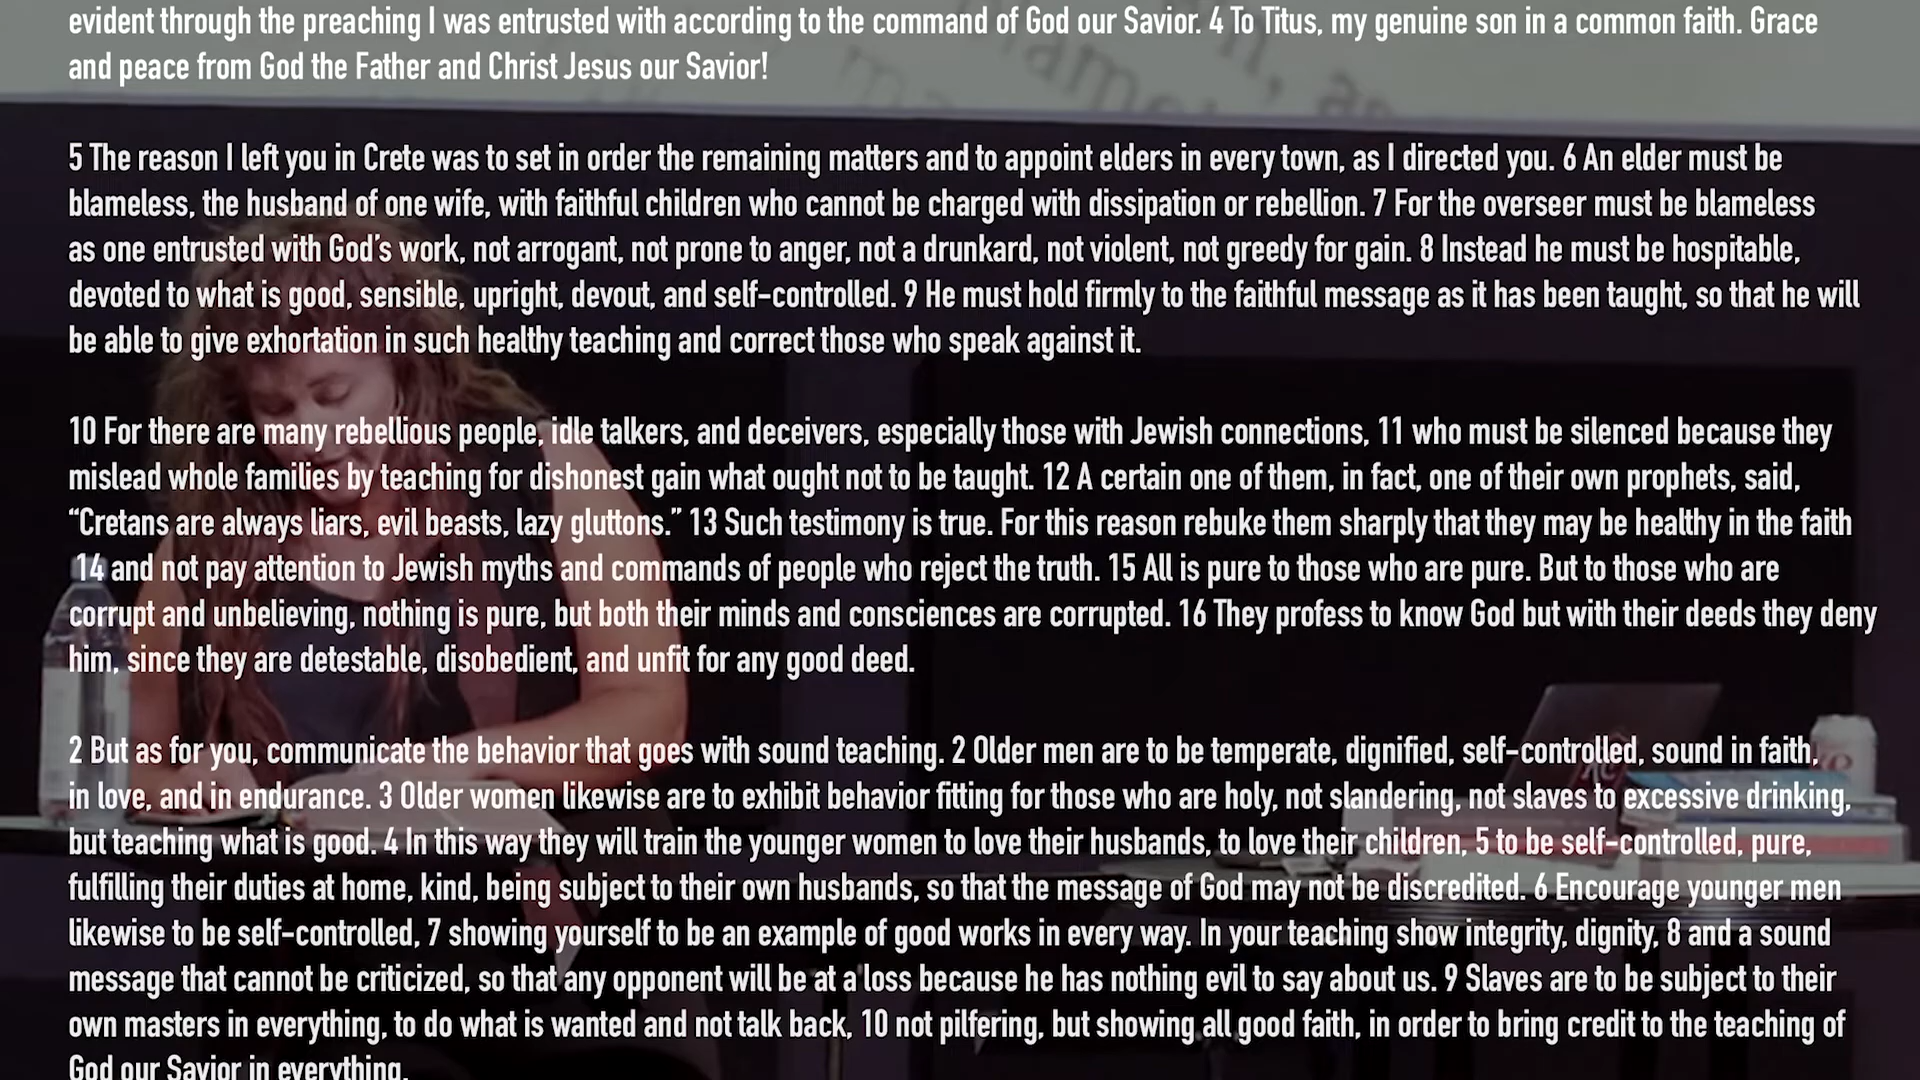 evident through the preaching I was entrusted with according to the command of God our Savior. 4 To Titus, my genuine son in a common faith. Grace
and peace from God the Father and Christ Jesus our Savior!
5 The reason I left you in Crete was to set in order the remaining matters and to appoint elders in every town, as I directed you. 6 An elder must be
blameless, the husband of one wife, with faithful children who cannot be charged with dissipation or rebellion. 7 For the overseer must be blameless
as one entrusted with God’s work, not arrogant, not prone to anger, not a drunkard, not violent, not greedy for gain. 8 Instead he must be hospitable,
devoted to what is good, sensible, upright, devout, and self-controlled. 9 He must hold firmly to the faithful message as it has been taught, so that he will
be able to give exhortation in such healthy teaching and correct those who speak against it.
10 For there are many rebellious people, idle talkers, and deceivers, especially those with Jewish connections, 11 who must be silenced because they
mislead whole families by teaching for dishonest gain what ought not to be taught. 12 A certain one of them, in fact, one of their own prophets, said,
“Cretans are always liars, evil beasts, lazy gluttons.” 13 Such testimony is true. For this reason rebuke them sharply that they may be healthy in the faith
14 and not pay attention to Jewish myths and commands of people who reject the truth. 15 All is pure to those who are pure. But to those who are
corrupt and unbelieving, nothing is pure, but both their minds and consciences are corrupted. 16 They profess to know God but with their deeds they deny
him, since they are detestable, disobedient, and unfit for any good deed.
2 But as for you, communicate the behavior that goes with sound teaching. 2 Older men are to be temperate, dignified, self-controlled, sound in faith,
in love, and in endurance. 3 Older women likewise are to exhibit behavior fitting for those who are holy, not slandering, not slaves to excessive drinking,
but teaching what is good. 4 In this way they will train the younger women to love their husbands, to love their children, 5 to be self-controlled, pure,
fulfilling their duties at home, kind, being subject to their own husbands, so that the message of God may not be discredited. 6 Encourage younger men
likewise to be self-controlled, 7 showing yourself to be an example of good works in every way. In your teaching show integrity, dignity, 8 and a sound
message that cannot be criticized, so that any opponent will be at a loss because he has nothing evil to say about us. 9 Slaves are to be subject to their
own masters in everything, to do what is wanted and not talk back, 10 not pilfering, but showing all good faith, in order to bring credit to the teaching of
God our Savior in everything.